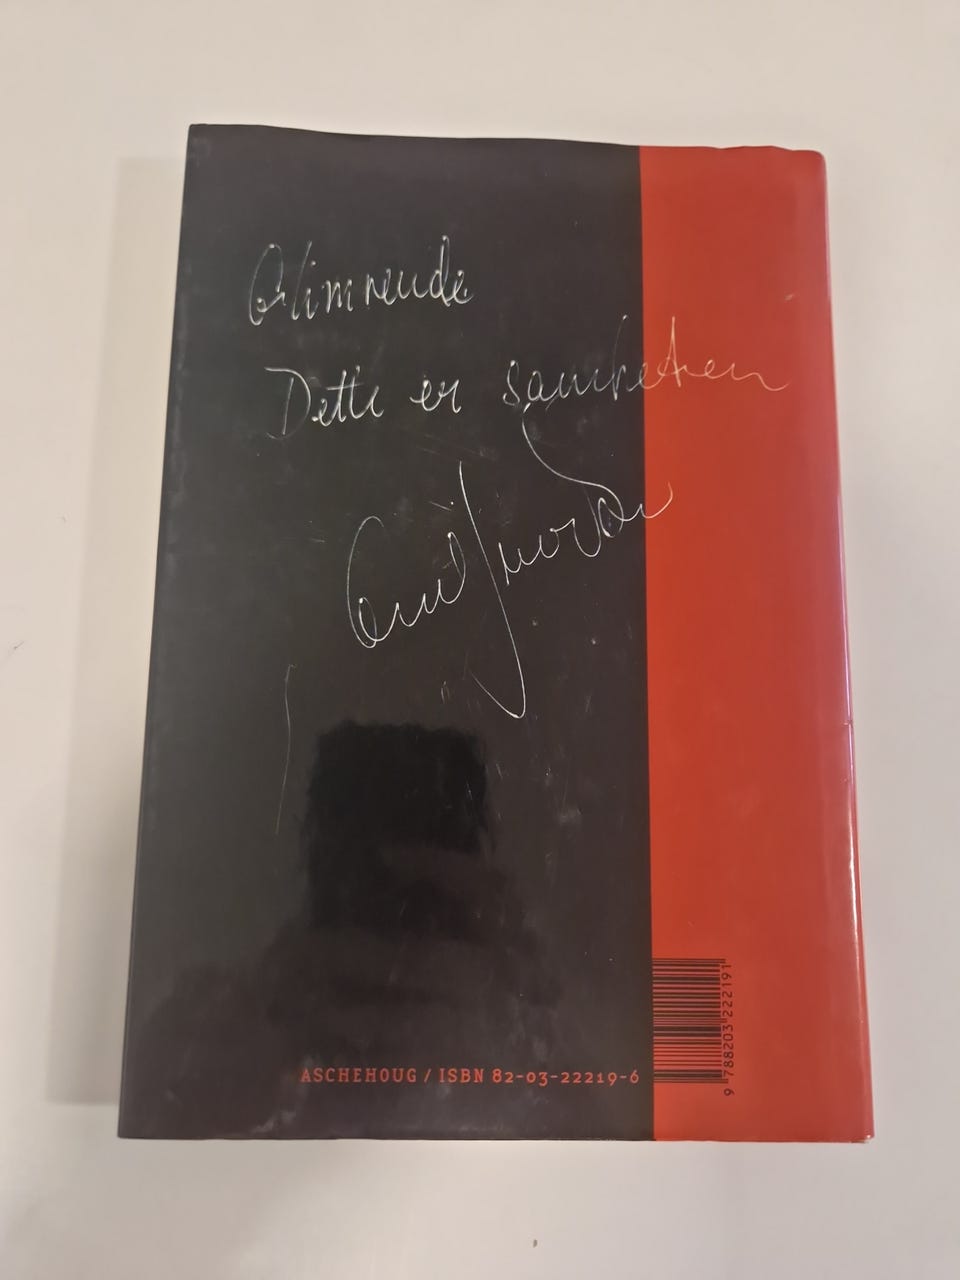 Glimrende
Dette er sannheten
ASCHEHOUG / ISBN 82-03-22219-6
9 788203 222191